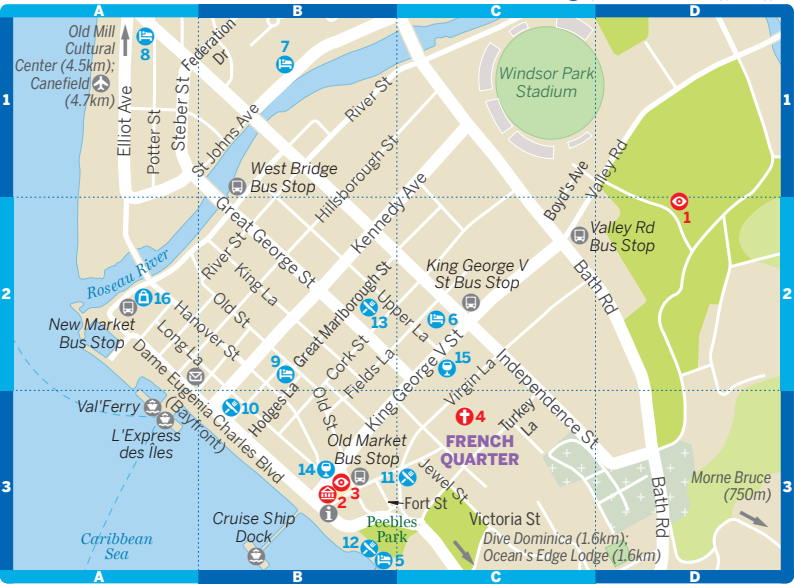 A
B
C
D
1
2
3
Old Mill
Cultural
Center (4.5km);
Canefield
(4.7km)
8
Federation
Dr
7
Elliot Ave
Potter St
Steber St
St Johns Ave
River St
Windsor Park
Stadium
West Bridge
Bus Stop
Hillsborough St
Kennedy Ave
Boyd's Ave
Valley Rd
1
Valley Rd
Bus Stop
Great George St
Roseau River
River St
King La
Old St
King George V
St Bus Stop
Bath Rd
16
New Market
Bus Stop
Hanover St
Long La
Great Marlborough St
13
Upper La
6
Cork St
Fields La
King George V St
15
Virgin La
Independence St
9
Dame Eugenia Charles Blvd
(Bayfront)
Val'Ferry
L'Express
des Îles
10
Hodges La
Old St
4
Turkey
La
FRENCH
QUARTER
Old Market
Bus Stop
14
3
2
11
Jewel St
Fort St
Morne Bruce
(750m)
Bath Rd
Caribbean
Sea
Cruise Ship
Dock
Peebles
Park
12
5
Victoria St
Dive Dominica (1.6km);
Ocean's Edge Lodge (1.6km)
A
B
C
D
1
2
3